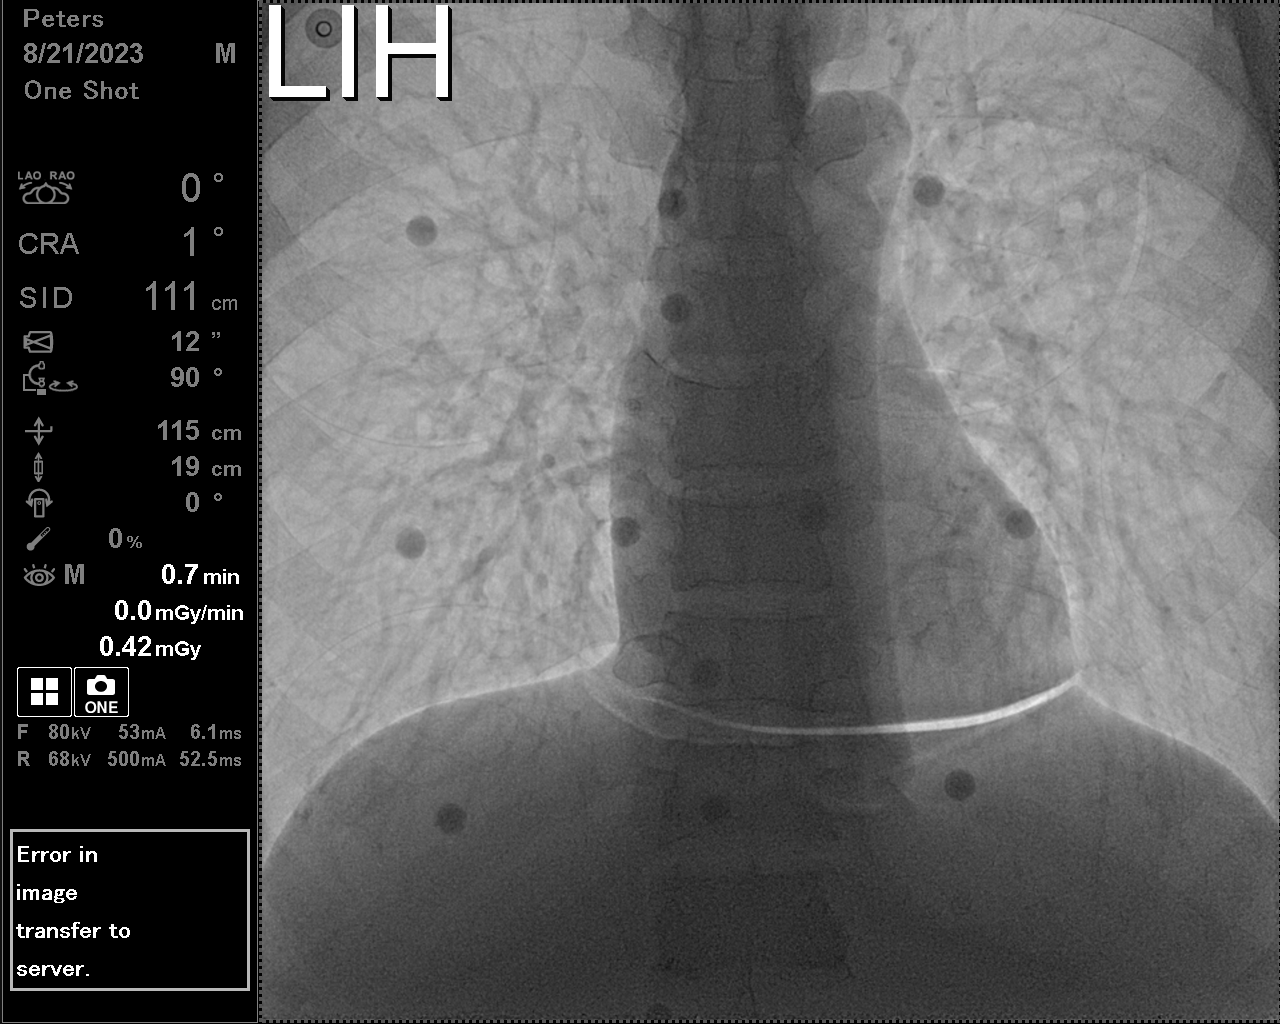 Peters
8/21/2023 M
One Shot
LAO RAO
0 °
CRA 1 °
SID 111 cm
12 ”
90 °
115 cm
19 cm
0 °
0 %
M 0.7 min
0.0 mGy/min
0.42 mGy
ONE
F 80kV 53mA 6.1ms
R 68kV 500mA 52.5ms
Error in
image
transfer to
server.
LIH